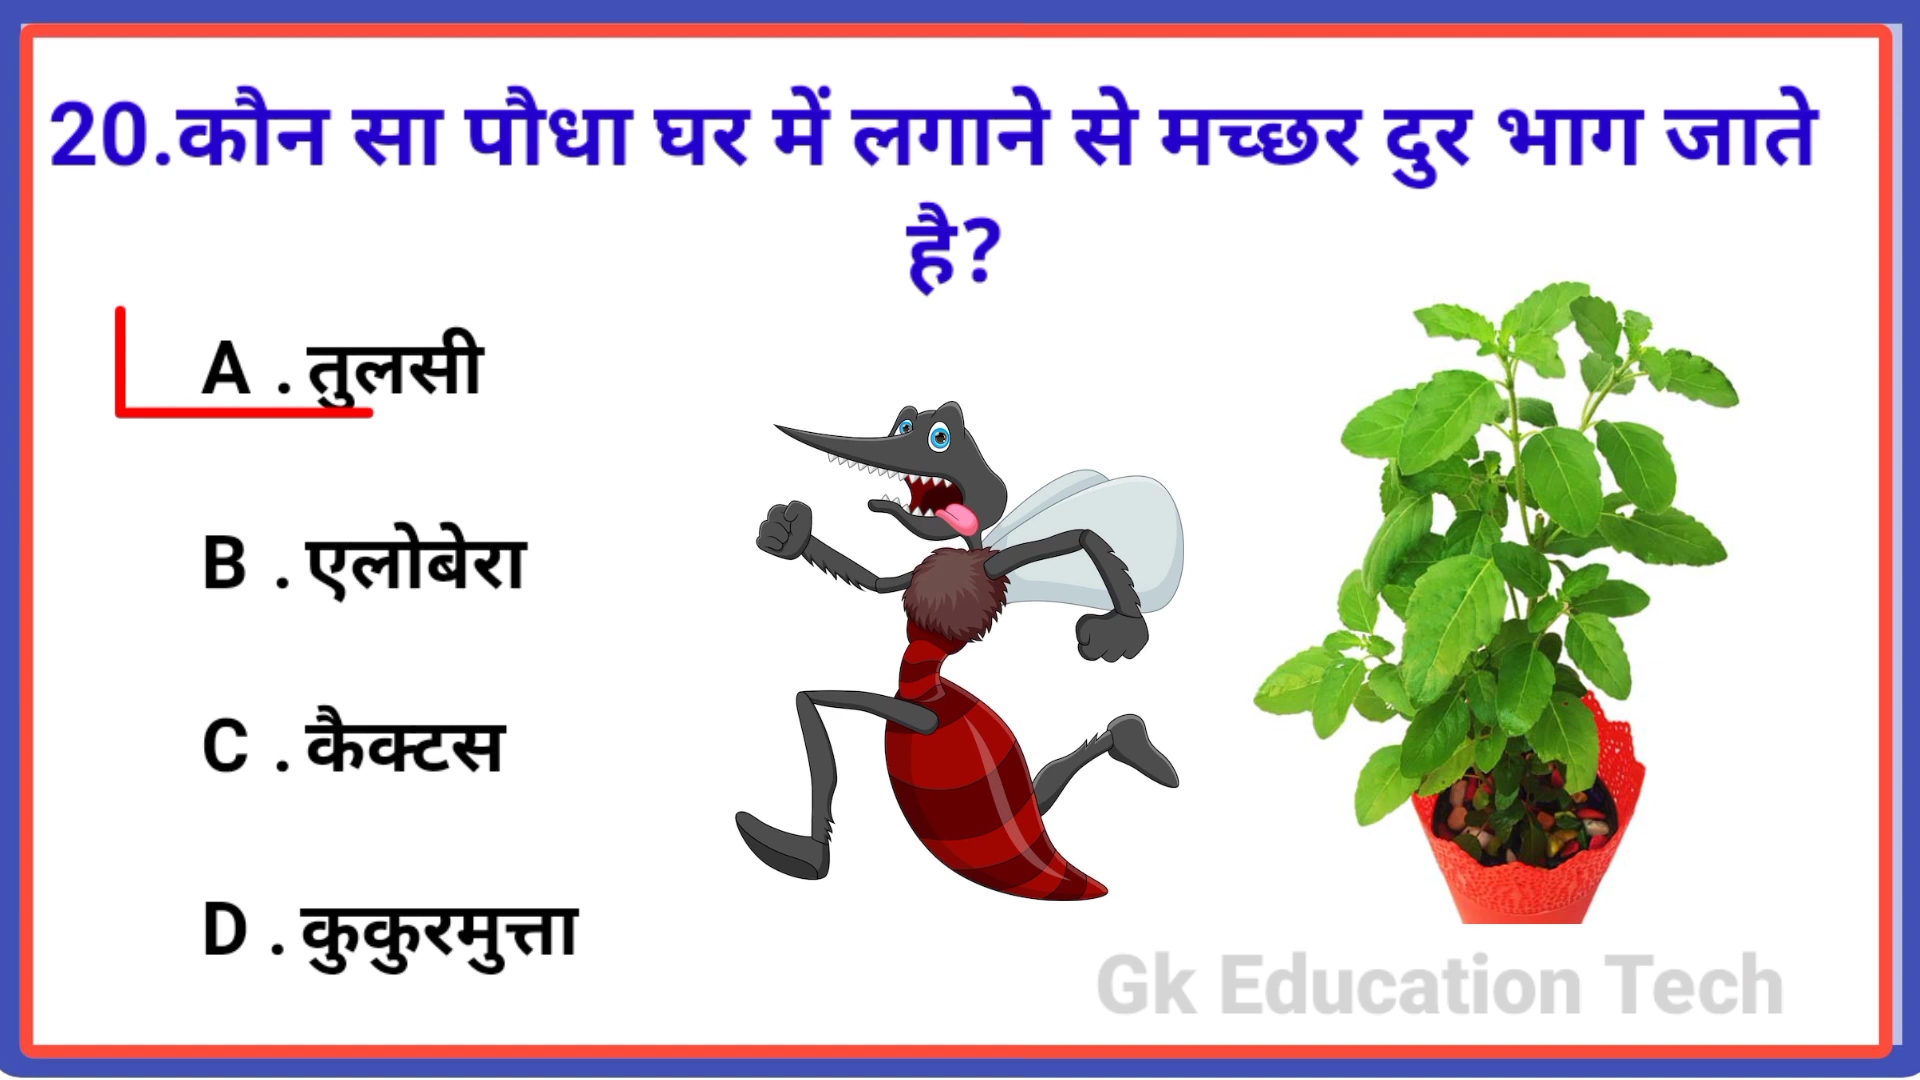 20.कौन सा पौधा घर में लगाने से मच्छर दुर भाग जाते
है?
A . तुलसी
B . एलोबेरा
C . कैक्टस
D . कुकुरमुत्ता
Gk Education Tech